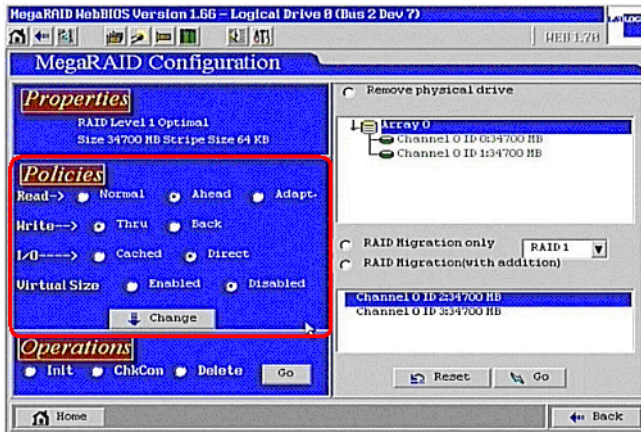 MegaRAID WebBIOS Version 1.66 – Logical Drive 0 (Bus 2 Dev 7)
WEB1.70
MegaRAID Configuration
Properties
RAID Level 1 Optimal
Size 34700 MB Stripe Size 64 KB
Policies
Read-> Normal Ahead Adapt.
Write--> Thru Back
I/O----> Cached Direct
Virtual Size Enabled Disabled
Change
Operations
Init ChkCon Delete Go
Remove physical drive
Array 0
Channel 0 ID 0:34700 MB
Channel 0 ID 1:34700 MB
RAID Migration only RAID 1
RAID Migration(with addition)
Channel 0 ID 2:34700 MB
Channel 0 ID 3:34700 MB
Reset Go
Home Back